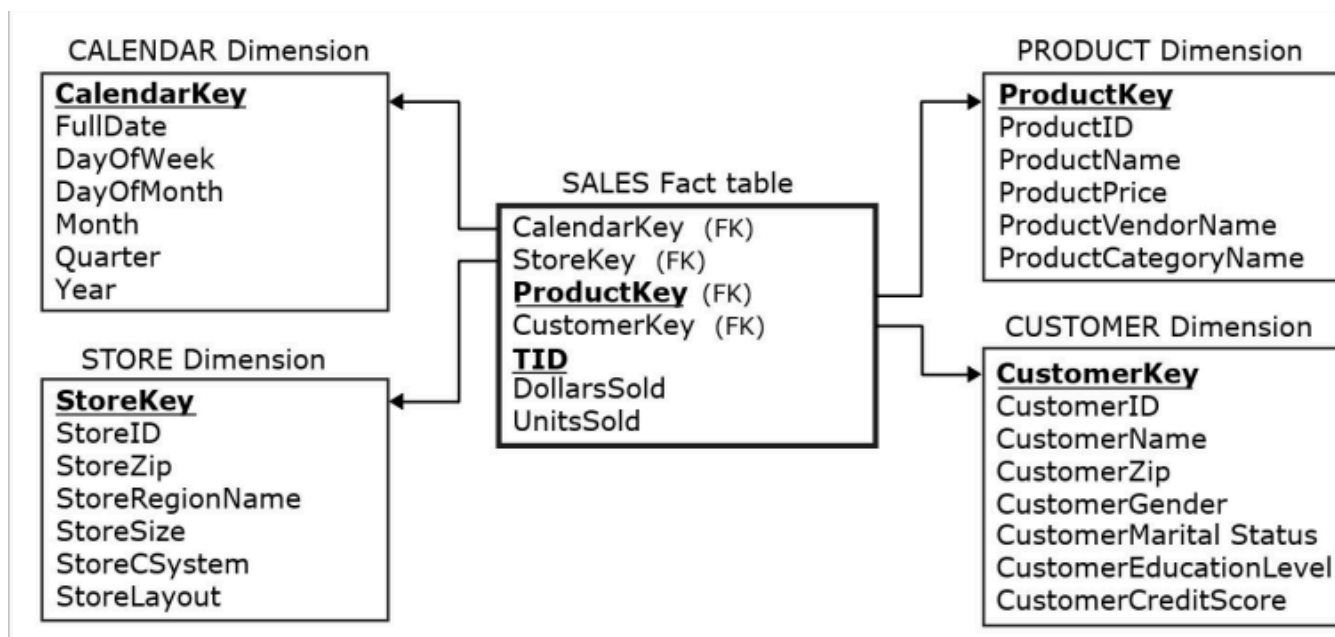 CALENDAR Dimension
CalendarKey
FullDate
DayOfWeek
DayOfMonth
Month
Quarter
Year
STORE Dimension
StoreKey
StoreID
StoreZip
StoreRegionName
StoreSize
StoreCSystem
StoreLayout
SALES Fact table
CalendarKey (FK)
StoreKey (FK)
ProductKey (FK)
CustomerKey (FK)
TID
DollarsSold
UnitsSold
PRODUCT Dimension
ProductKey
ProductID
ProductName
ProductPrice
ProductVendorName
ProductCategoryName
CUSTOMER Dimension
CustomerKey
CustomerID
CustomerName
CustomerZip
CustomerGender
CustomerMarital Status
CustomerEducationLevel
CustomerCreditScore